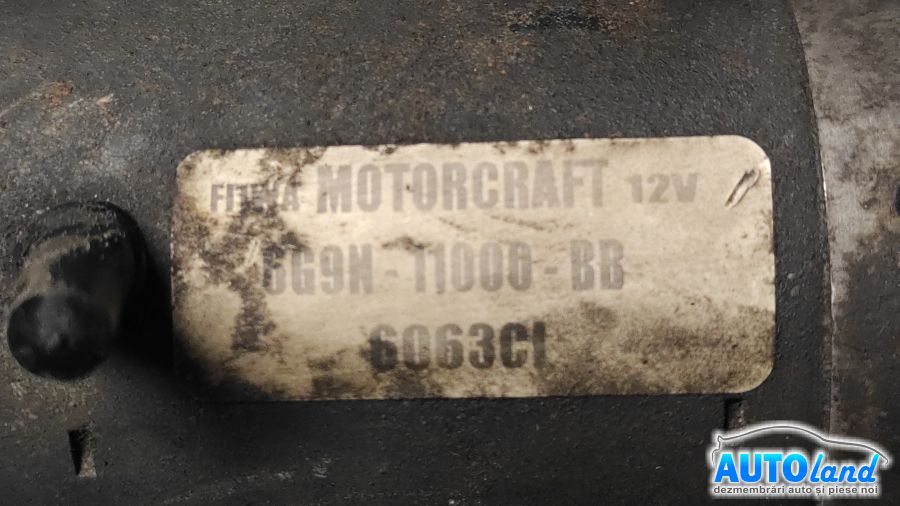 MOTORCRAFT 12V
6G9N-11000-BB
6063CI
AUTOland
dezmembrări auto și piese noi